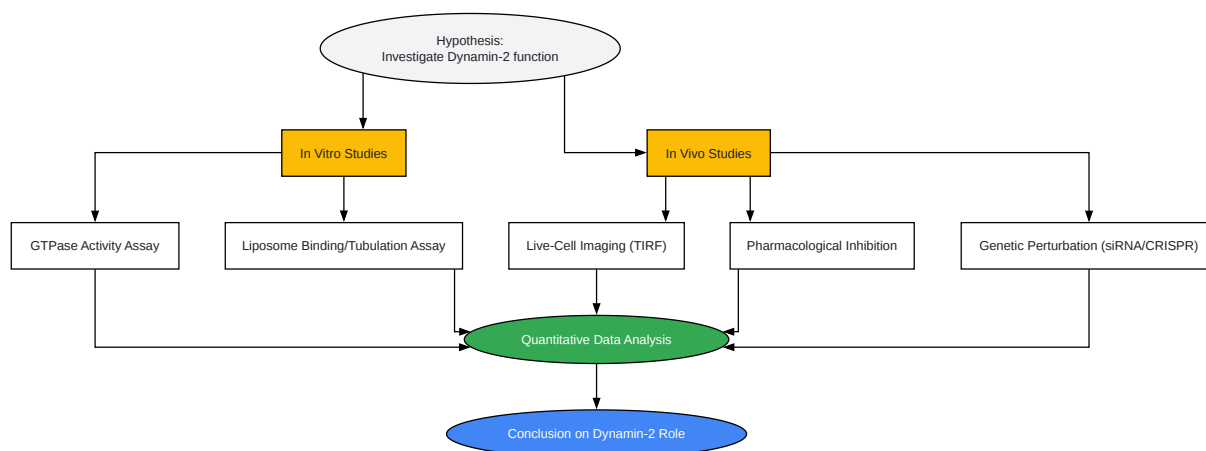 Hypothesis:
Investigate Dynamin-2 function
In Vitro Studies
In Vivo Studies
GTPase Activity Assay
Liposome Binding/Tubulation Assay
Live-Cell Imaging (TIRF)
Pharmacological Inhibition
Genetic Perturbation (siRNA/CRISPR)
Quantitative Data Analysis
Conclusion on Dynamin-2 Role